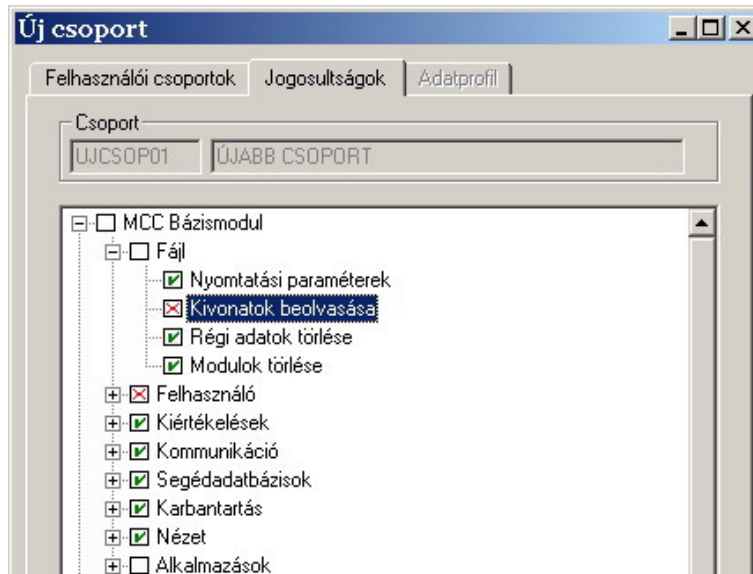 Új csoport
Felhasználói csoportok Jogosultságok Adatprofil
Csoport
UJCSOP01 ÚJABB CSOPORT
MCC Bázismodul
Fájl
Nyomtatási paraméterek
Kivonatok beolvasása
Régi adatok törlése
Modulok törlése
Felhasználó
Kiértékelések
Kommunikáció
Segédadatbázisok
Karbantartás
Nézet
Alkalmazások